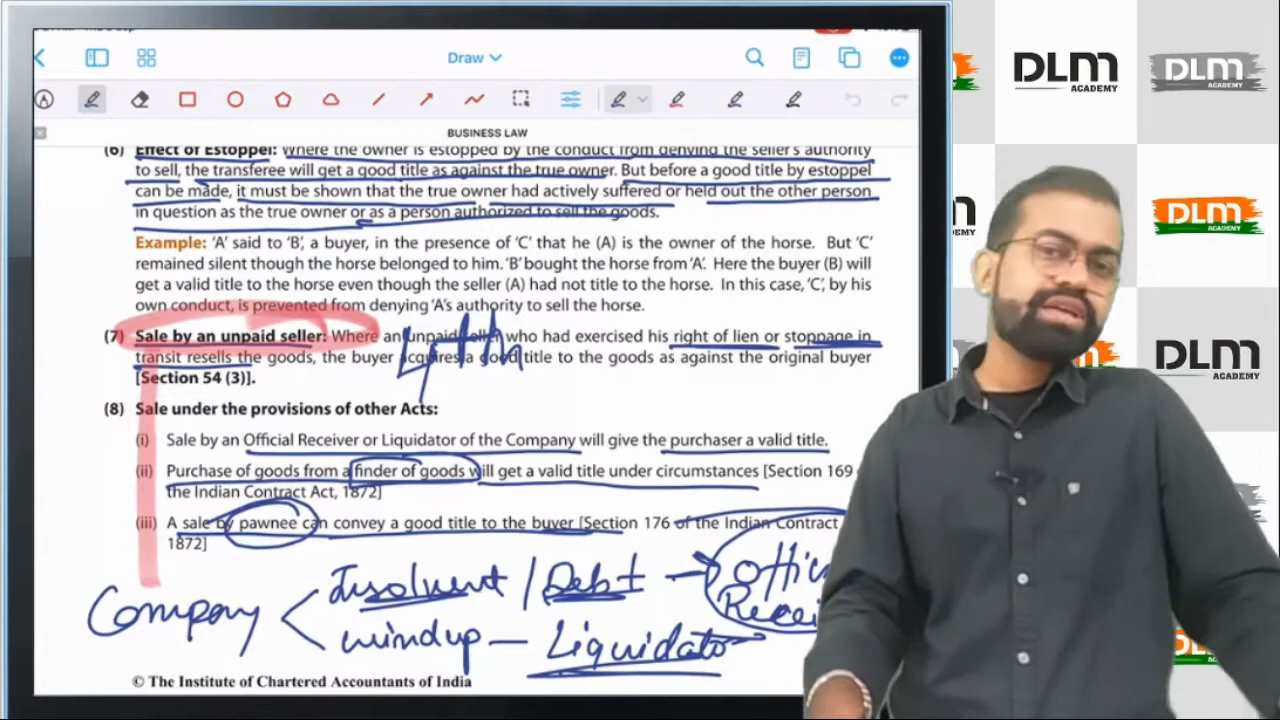 Draw
BUSINESS LAW
(6) Effect of Estoppel: Where the owner is estopped by the conduct from denying the seller's authority
to sell, the transferee will get a good title as against the true owner. But before a good title by estoppel
can be made, it must be shown that the true owner had actively suffered or held out the other person
in question as the true owner or as a person authorized to sell the goods.
Example: 'A' said to 'B', a buyer, in the presence of 'C' that he (A) is the owner of the horse. But 'C'
remained silent though the horse belonged to him. 'B' bought the horse from 'A'. Here the buyer (B) will
get a valid title to the horse even though the seller (A) had not title to the horse. In this case, 'C', by his
own conduct, is prevented from denying 'A's authority to sell the horse.
(7) Sale by an unpaid seller: Where an unpaid seller who had exercised his right of lien or stoppage in
transit resells the goods, the buyer acquires a good title to the goods as against the original buyer
[Section 54 (3)].
(8) Sale under the provisions of other Acts:
(i) Sale by an Official Receiver or Liquidator of the Company will give the purchaser a valid title.
(ii) Purchase of goods from a finder of goods will get a valid title under circumstances [Section 169
the Indian Contract Act, 1872]
(iii) A sale by pawnee can convey a good title to the buyer [Section 176 of the Indian Contract
1872]
Company < Insolvent / Debt →
windup — Liquidator
© The Institute of Chartered Accountants of India
DLM
ACADEMY
DLM
ACADEMY
DLM
ACADEMY
DLM
ACADEMY